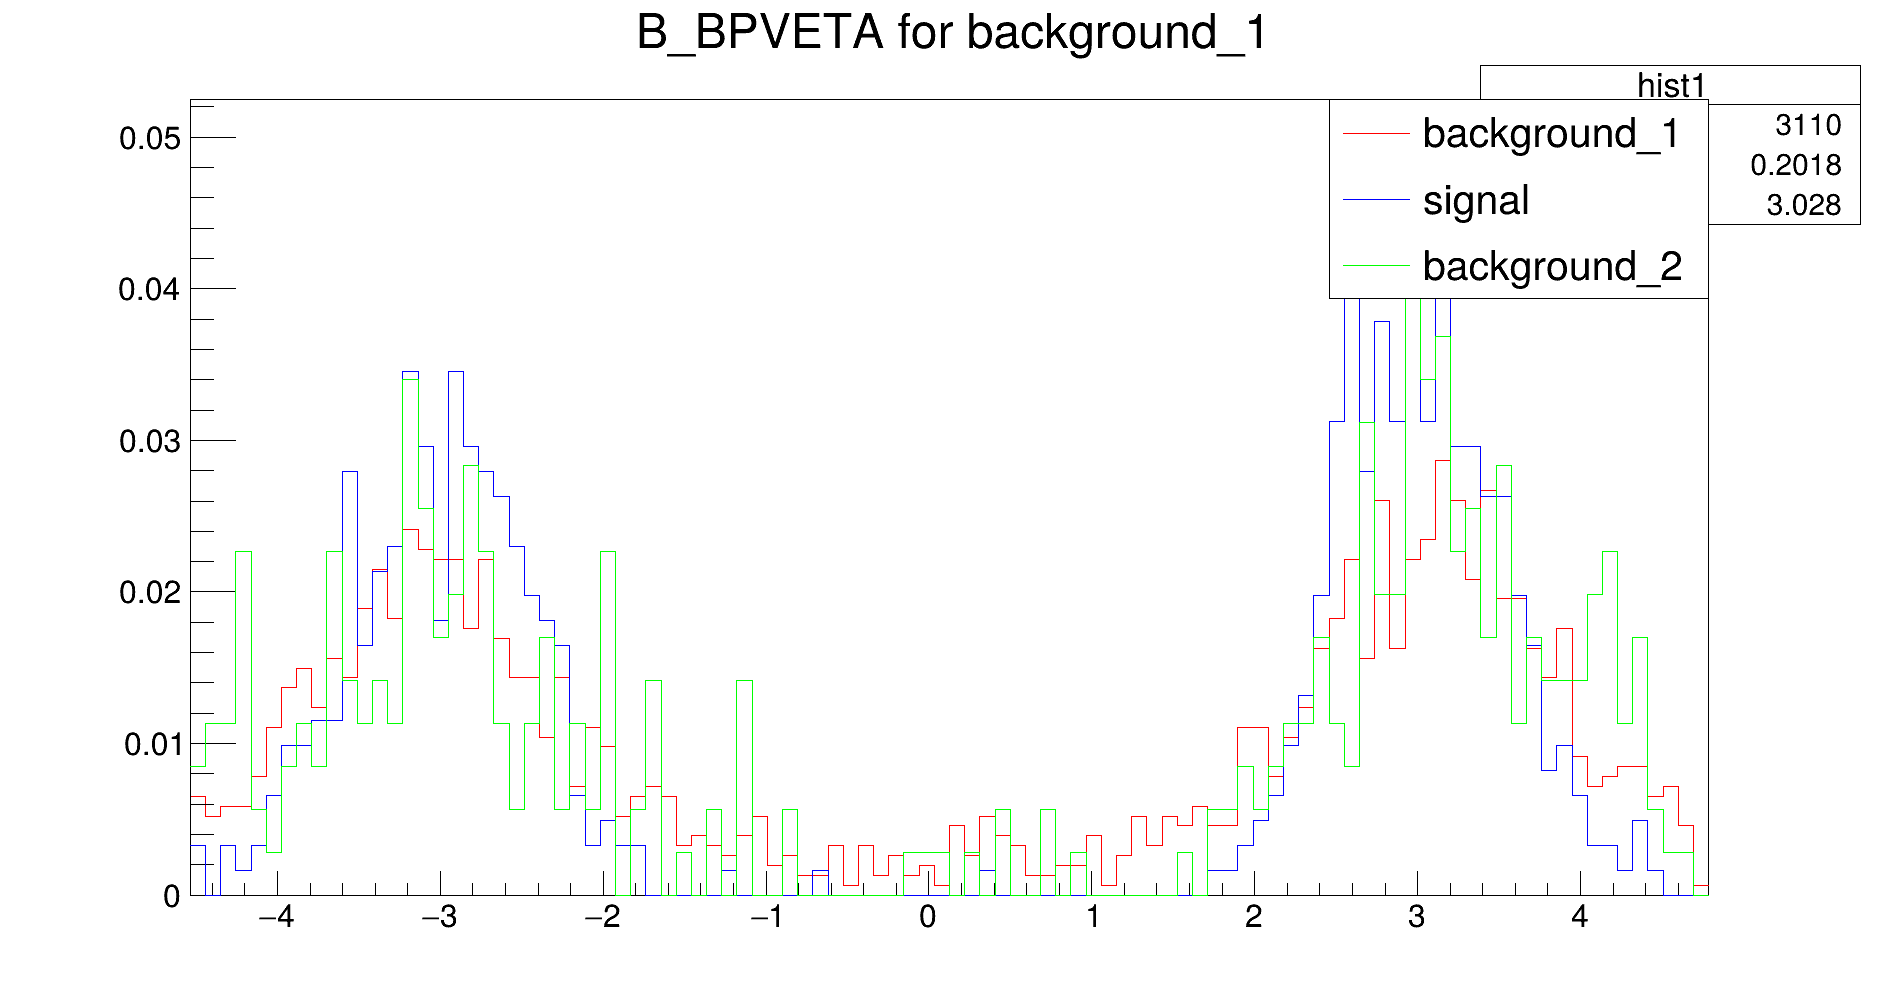 B_BPVETA for background_1
hist1
3110
0.2018
3.028
background_1
signal
background_2
0.05
0.04
0.03
0.02
0.01
0
−4 −3 −2 −1 0 1 2 3 4